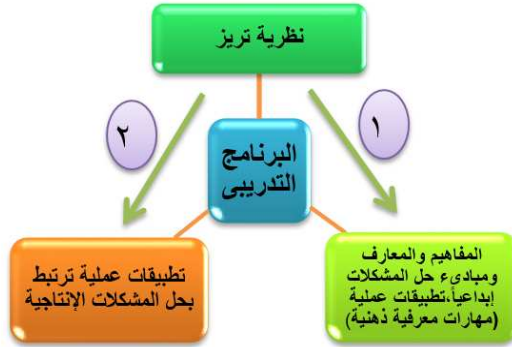 نظرية تريز
١
٢
البرنامج
التدريبى
المفاهيم والمعارف
ومبادىء حل المشكلات
إبداعياً،تطبيقات عملية
(مهارات معرفية ذهنية)
تطبيقات عملية ترتبط
بحل المشكلات الإنتاجية